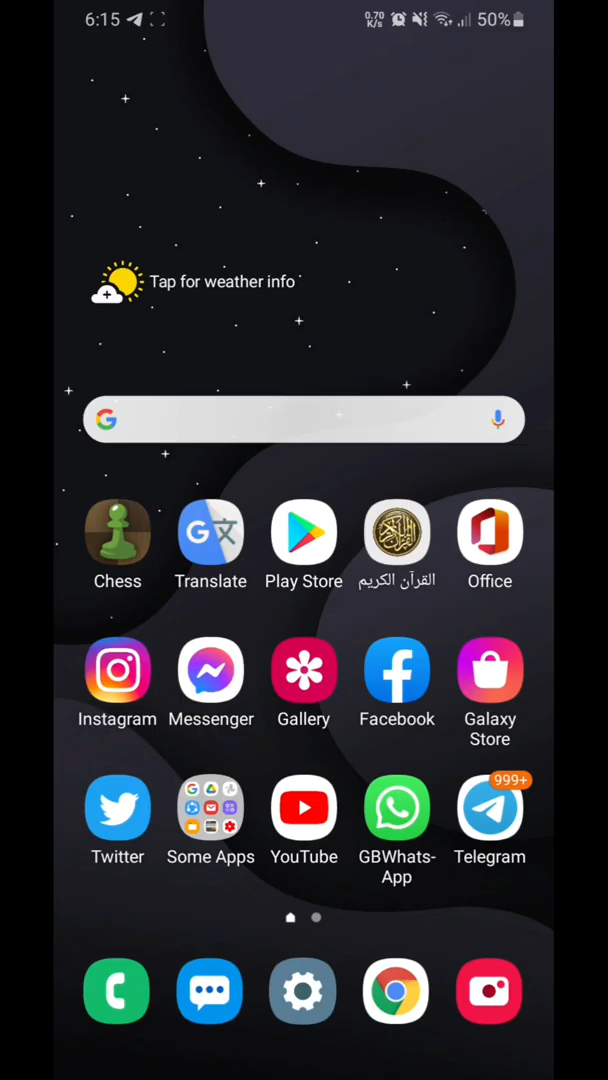 6:15
0.70 K/s
50%
Tap for weather info
Chess
Translate
Play Store
القرآن الكريم
Office
Instagram
Messenger
Gallery
Facebook
Galaxy
Store
999+
Twitter
Some Apps
YouTube
GBWhats-
App
Telegram